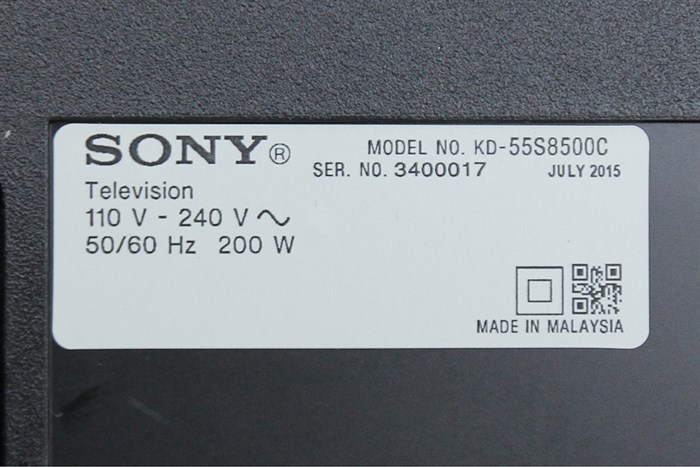 SONY®
MODEL NO. KD-55S8500C
SER. NO. 3400017 JULY 2015
Television
110 V - 240 V ~
50/60 Hz 200 W
MADE IN MALAYSIA